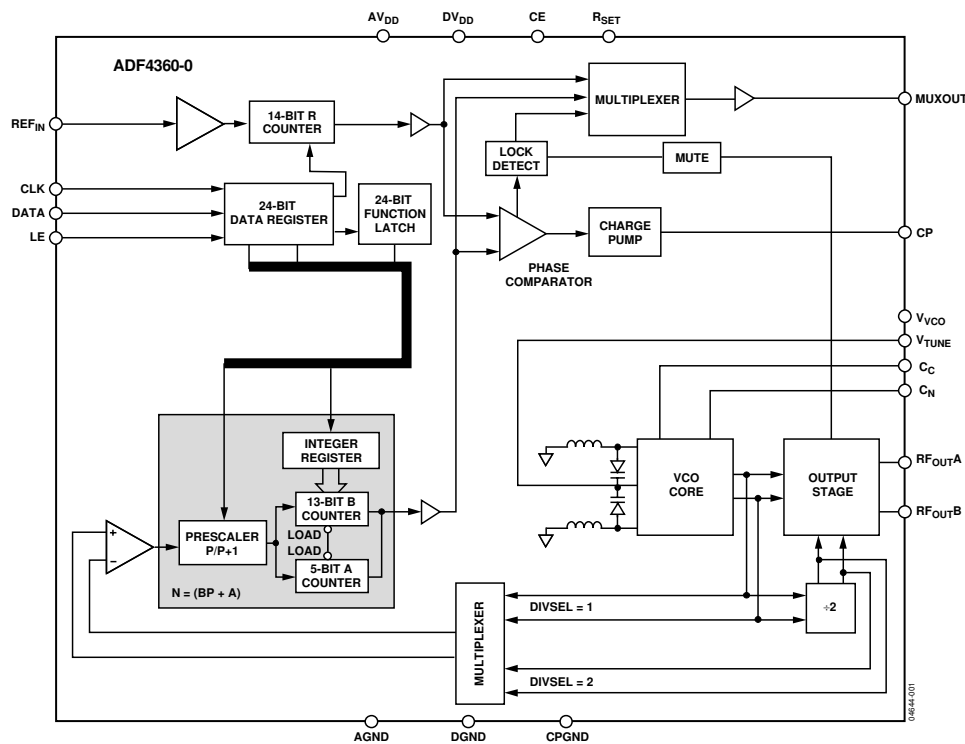 AVDD
DVDD
CE
RSET
ADF4360-0
REFIN
14-BIT R
COUNTER
MULTIPLEXER
MUXOUT
LOCK
DETECT
MUTE
CLK
DATA
LE
24-BIT
DATA REGISTER
24-BIT
FUNCTION
LATCH
CHARGE
PUMP
CP
PHASE
COMPARATOR
VVCO
VTUNE
CC
CN
INTEGER
REGISTER
13-BIT B
COUNTER
LOAD
LOAD
5-BIT A
COUNTER
PRESCALER
P/P+1
+
–
N = (BP + A)
VCO
CORE
OUTPUT
STAGE
RFOUTA
RFOUTB
MULTIPLEXER
DIVSEL = 1
DIVSEL = 2
÷2
04644-001
AGND
DGND
CPGND